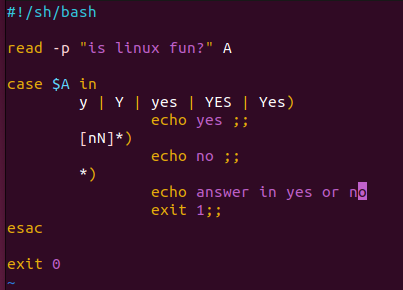 #!/sh/bash
read -p "is linux fun?" A
case $A in
y | Y | yes | YES | Yes)
echo yes ;;
[nN]*)
echo no ;;
*)
echo answer in yes or no
exit 1;;
esac
exit 0
~